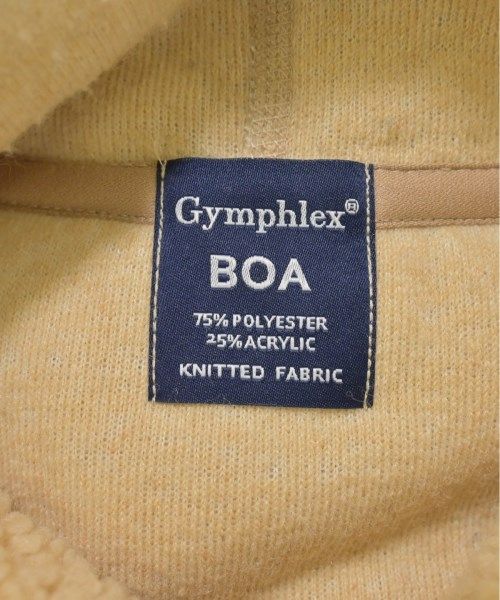 Gymphlex®
BOA
75% POLYESTER
25% ACRYLIC
KNITTED FABRIC